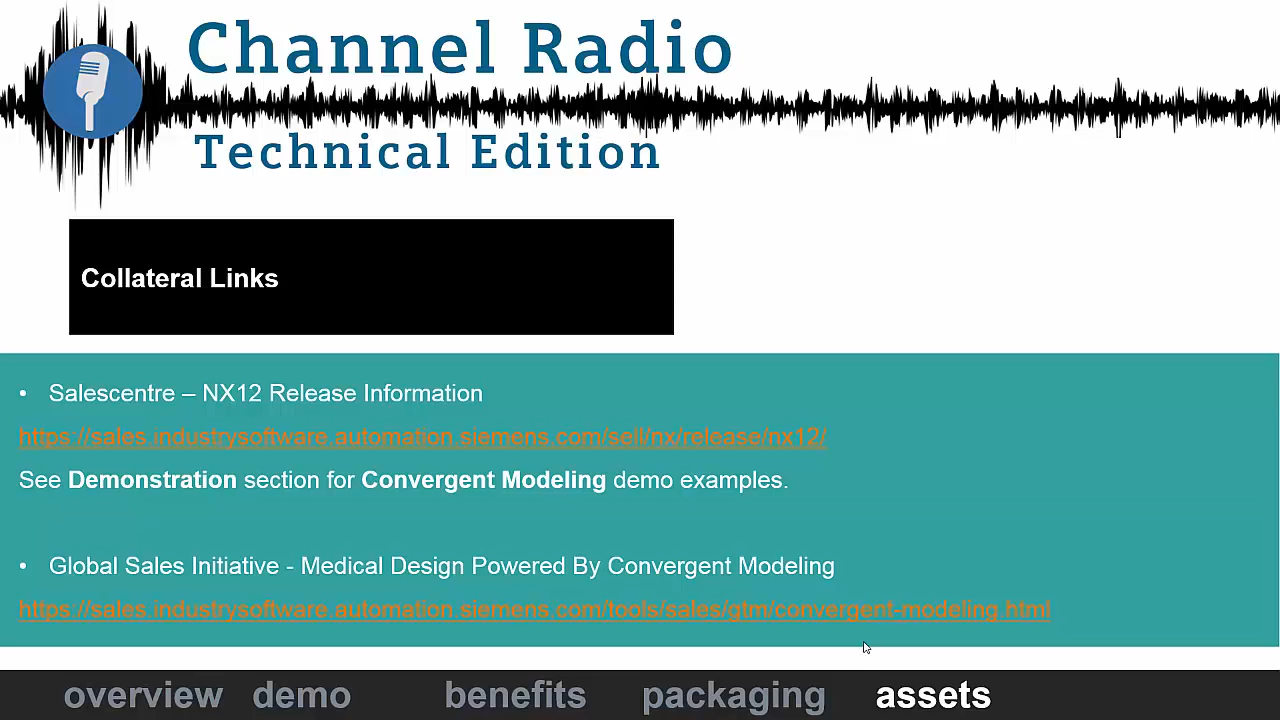 Channel Radio
Technical Edition
Collateral Links
• Salescentre – NX12 Release Information
https://sales.industrysoftware.automation.siemens.com/sell/nx/release/nx12/
See Demonstration section for Convergent Modeling demo examples.
• Global Sales Initiative - Medical Design Powered By Convergent Modeling
https://sales.industrysoftware.automation.siemens.com/tools/sales/gtm/convergent-modeling.html
overview demo benefits packaging assets